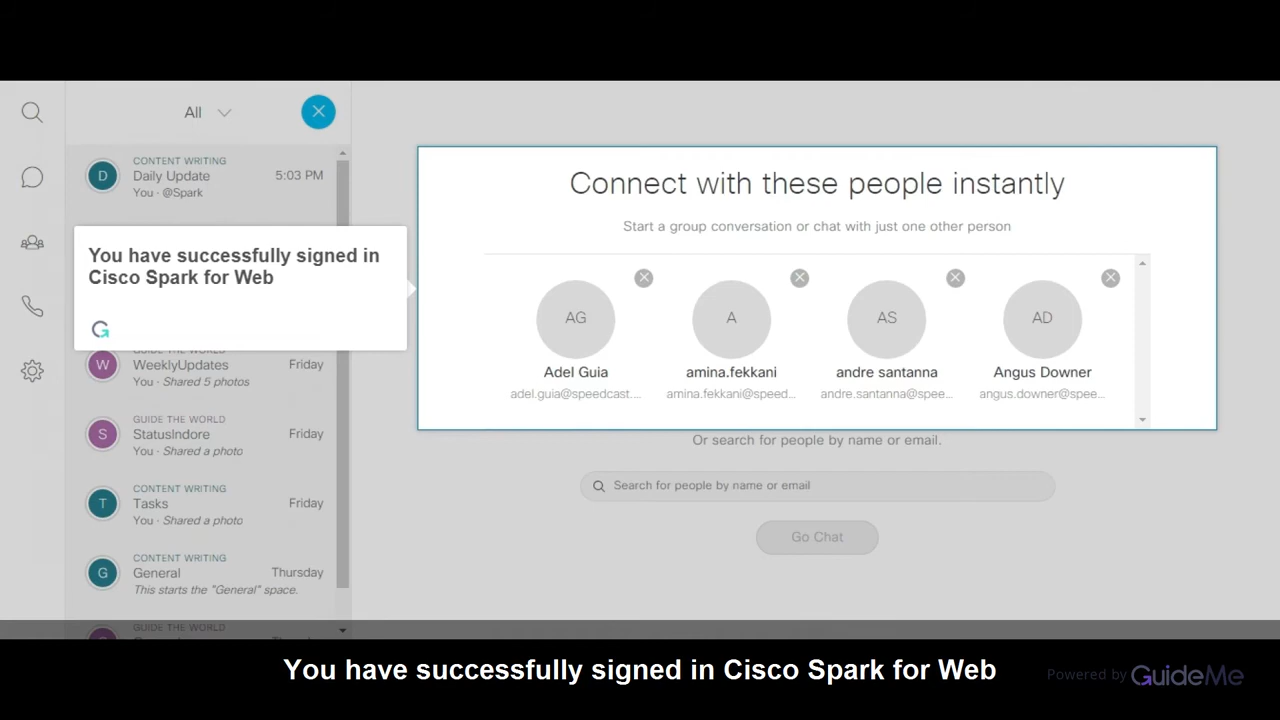 All
CONTENT WRITING
D
Daily Update
5:03 PM
You · @Spark
You have successfully signed in
Cisco Spark for Web
GUIDE THE WORLD
W
WeeklyUpdates
Friday
You · Shared 5 photos
GUIDE THE WORLD
S
StatusIndore
Friday
You · Shared a photo
CONTENT WRITING
T
Tasks
Friday
You · Shared a photo
CONTENT WRITING
G
General
Thursday
This starts the "General" space.
GUIDE THE WORLD
Connect with these people instantly
Start a group conversation or chat with just one other person
AG
A
AS
AD
Adel Guia
amina.fekkani
andre santanna
Angus Downer
adel.guia@speedcast....
amina.fekkani@speed...
andre.santanna@spee...
angus.downer@spee...
Or search for people by name or email.
Search for people by name or email
Go Chat
You have successfully signed in Cisco Spark for Web
Powered by GuideMe